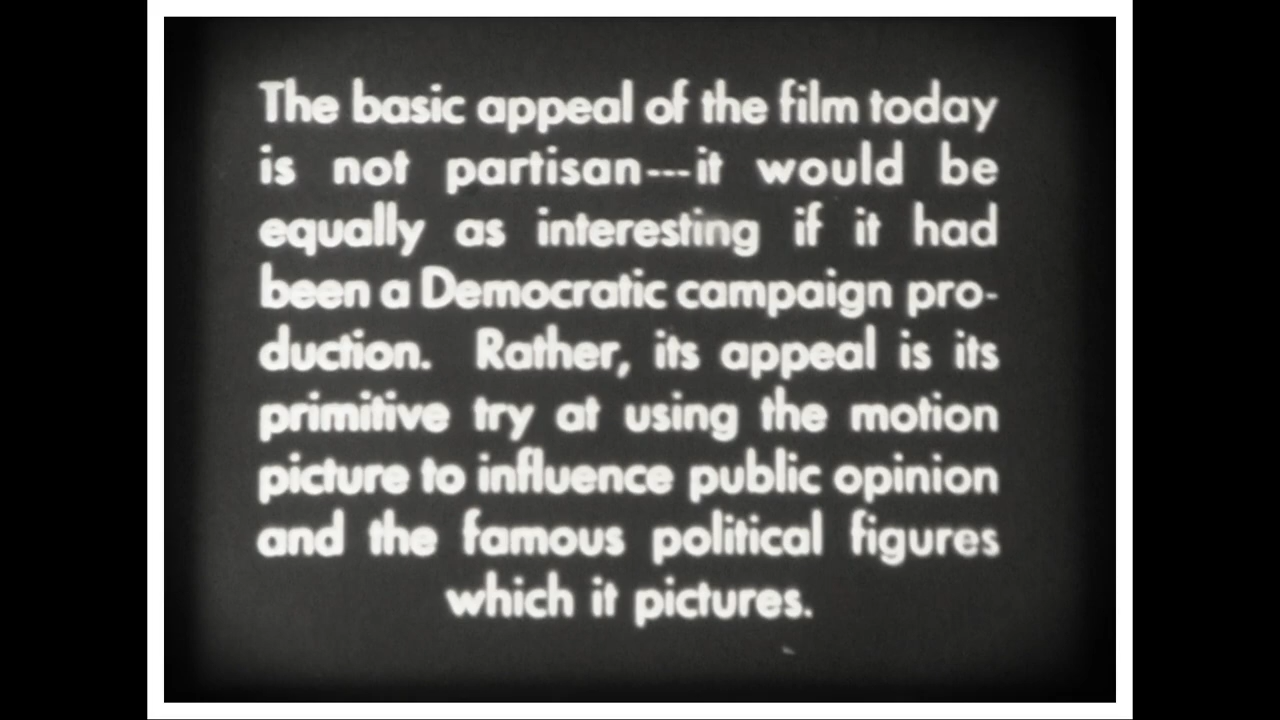 The basic appeal of the film today
is not partisan---it would be
equally as interesting if it had
been a Democratic campaign pro-
duction. Rather, its appeal is its
primitive try at using the motion
picture to influence public opinion
and the famous political figures
which it pictures.